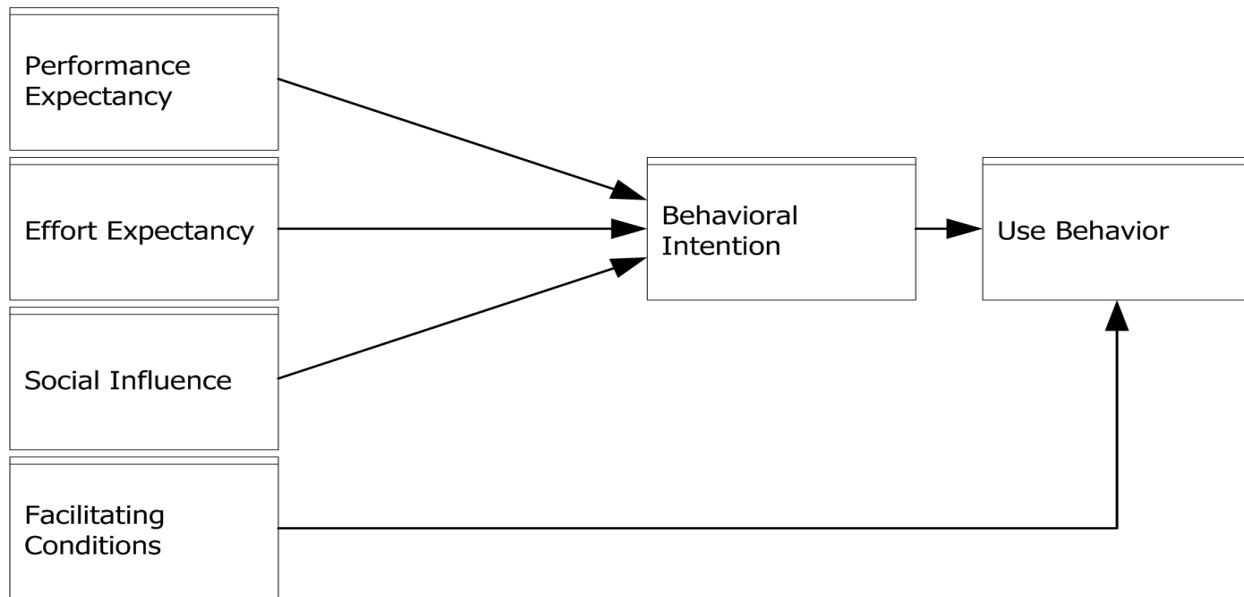 Performance
Expectancy
Effort Expectancy
Social Influence
Facilitating
Conditions
Behavioral
Intention
Use Behavior